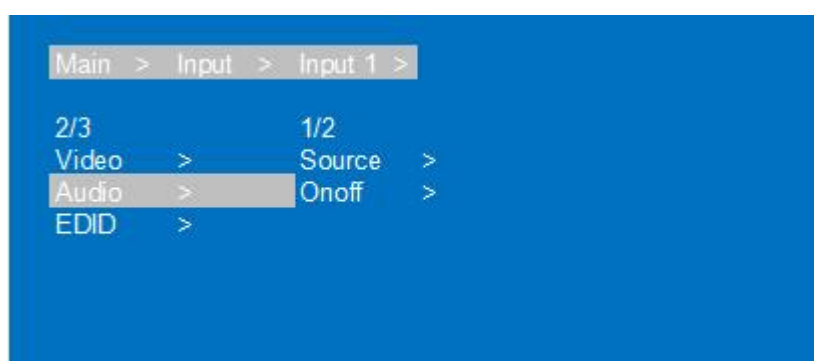 Main > Input > Input 1 >
2/3 1/2
Video > Source >
Audio > Onoff >
EDID >